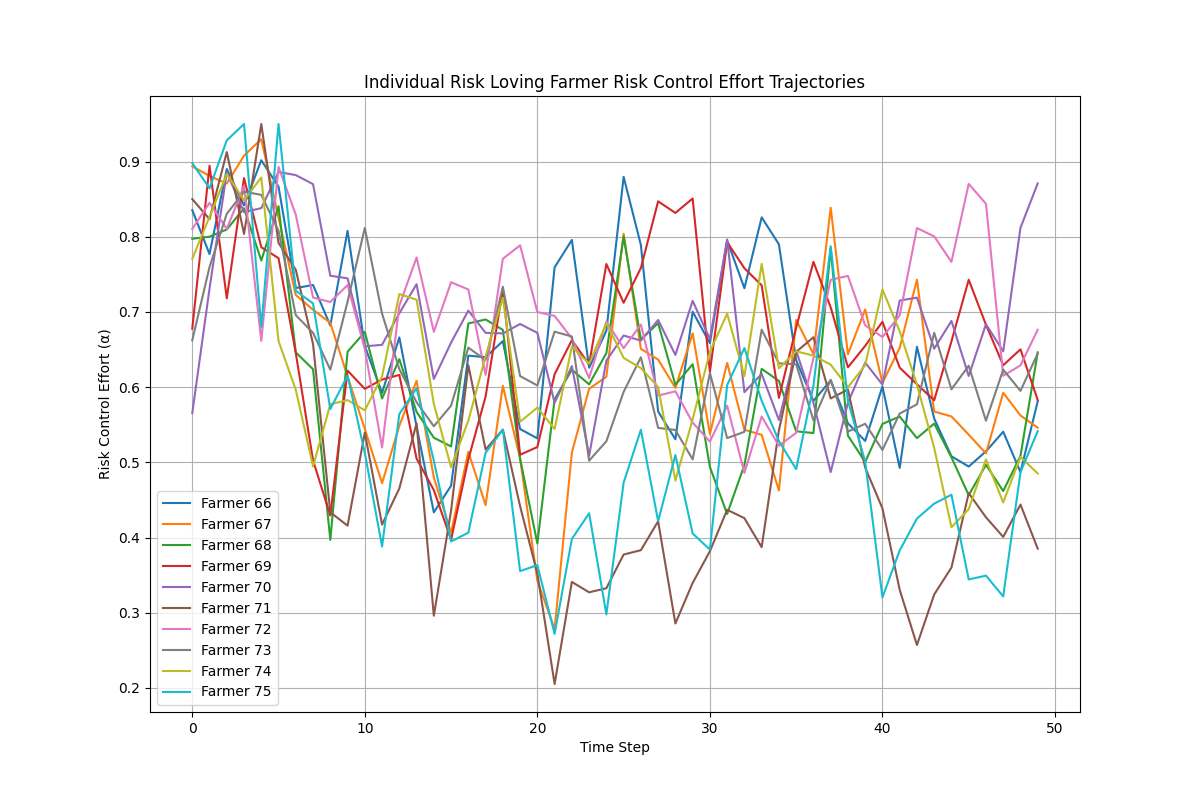 Individual Risk Loving Farmer Risk Control Effort Trajectories
Risk Control Effort (α)
0.9
0.8
0.7
0.6
0.5
0.4
0.3
0.2
Farmer 66
Farmer 67
Farmer 68
Farmer 69
Farmer 70
Farmer 71
Farmer 72
Farmer 73
Farmer 74
Farmer 75
0 10 20 30 40 50
Time Step